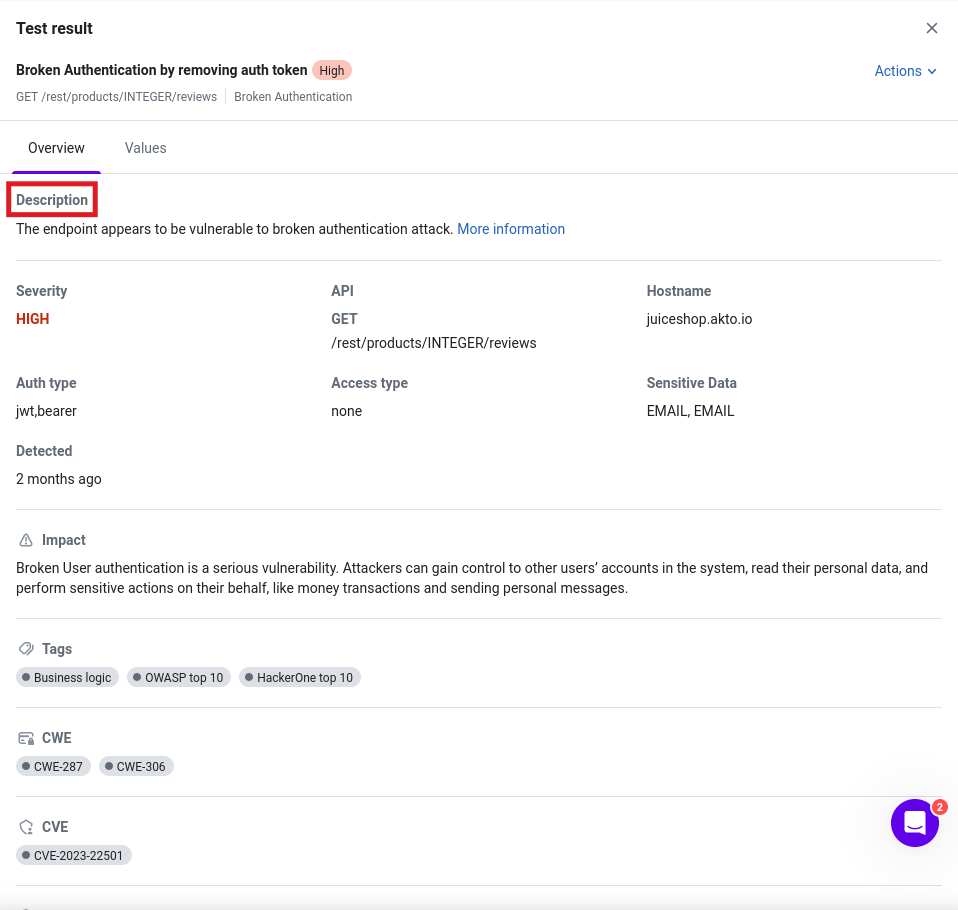 Test result
Broken Authentication by removing auth token High
Actions
GET /rest/products/INTEGER/reviews Broken Authentication
Overview Values
Description
The endpoint appears to be vulnerable to broken authentication attack. More information
Severity API Hostname
HIGH GET juiceshop.akto.io
/rest/products/INTEGER/reviews
Auth type Access type Sensitive Data
jwt,bearer none EMAIL, EMAIL
Detected
2 months ago
Impact
Broken User authentication is a serious vulnerability. Attackers can gain control to other users’ accounts in the system, read their personal data, and
perform sensitive actions on their behalf, like money transactions and sending personal messages.
Tags
Business logic OWASP top 10 HackerOne top 10
CWE
CWE-287 CWE-306
2
CVE
CVE-2023-22501